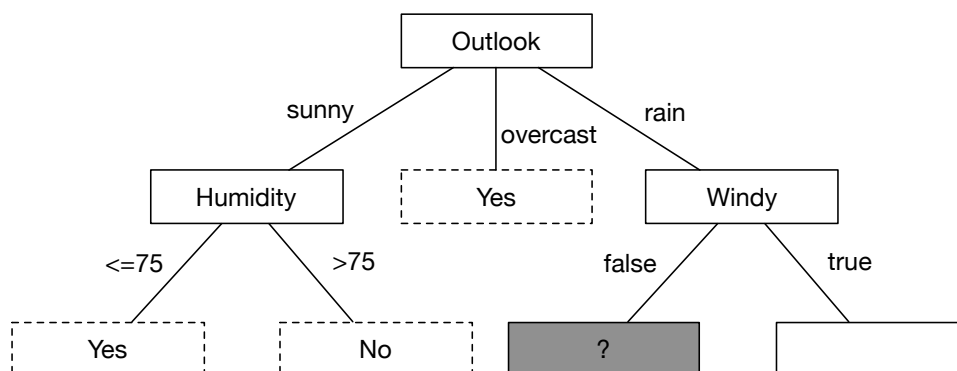 Outlook
sunny
overcast
rain
Humidity
Yes
Windy
<=75
>75
false
true
Yes
No
?